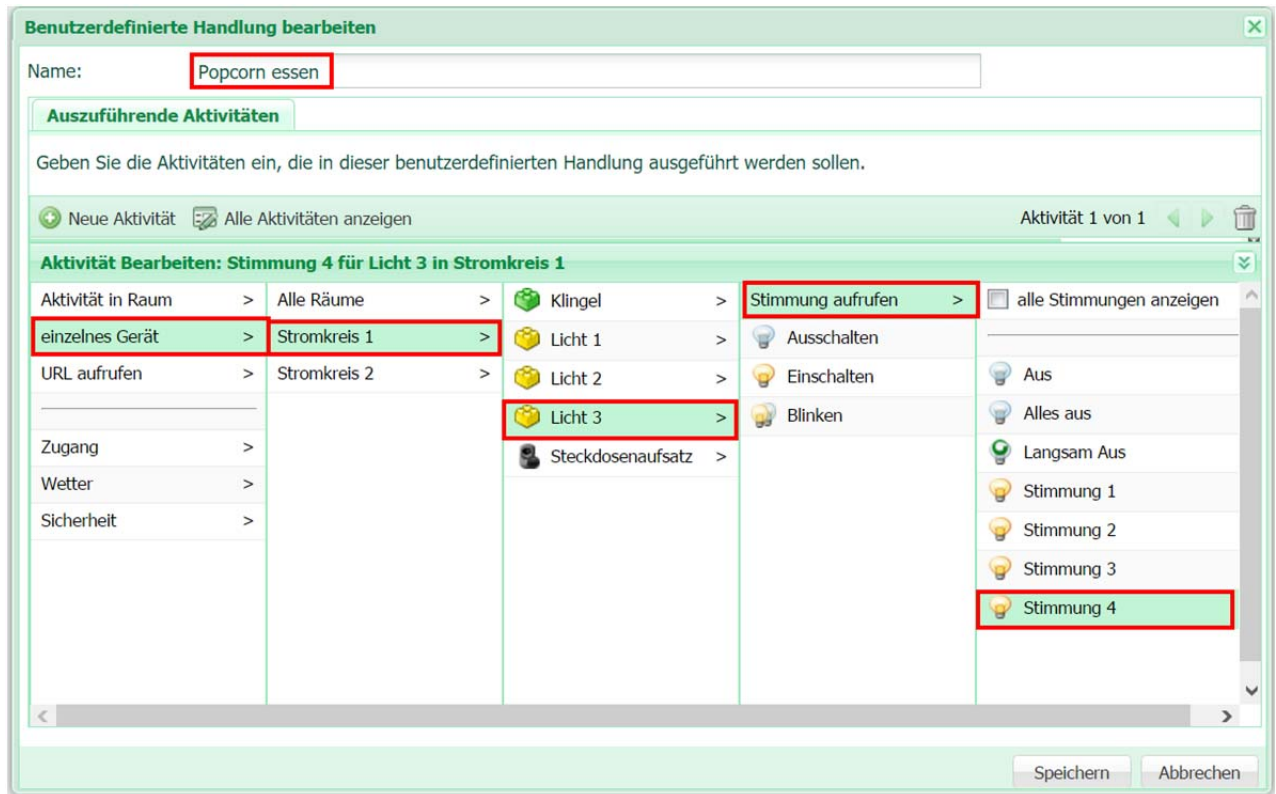 Benutzerdefinierte Handlung bearbeiten
Name: Popcorn essen
Auszuführende Aktivitäten
Geben Sie die Aktivitäten ein, die in dieser benutzerdefinierten Handlung ausgeführt werden sollen.
Neue Aktivität Alle Aktivitäten anzeigen Aktivität 1 von 1
Aktivität Bearbeiten: Stimmung 4 für Licht 3 in Stromkreis 1
Aktivität in Raum >
einzelnes Gerät >
URL aufrufen >
Zugang >
Wetter >
Sicherheit >
Alle Räume >
Stromkreis 1 >
Stromkreis 2 >
Klingel >
Licht 1 >
Licht 2 >
Licht 3 >
Steckdosenaufsatz >
Stimmung aufrufen >
Ausschalten
Einschalten
Blinken
alle Stimmungen anzeigen
Aus
Alles aus
Langsam Aus
Stimmung 1
Stimmung 2
Stimmung 3
Stimmung 4
Speichern Abbrechen